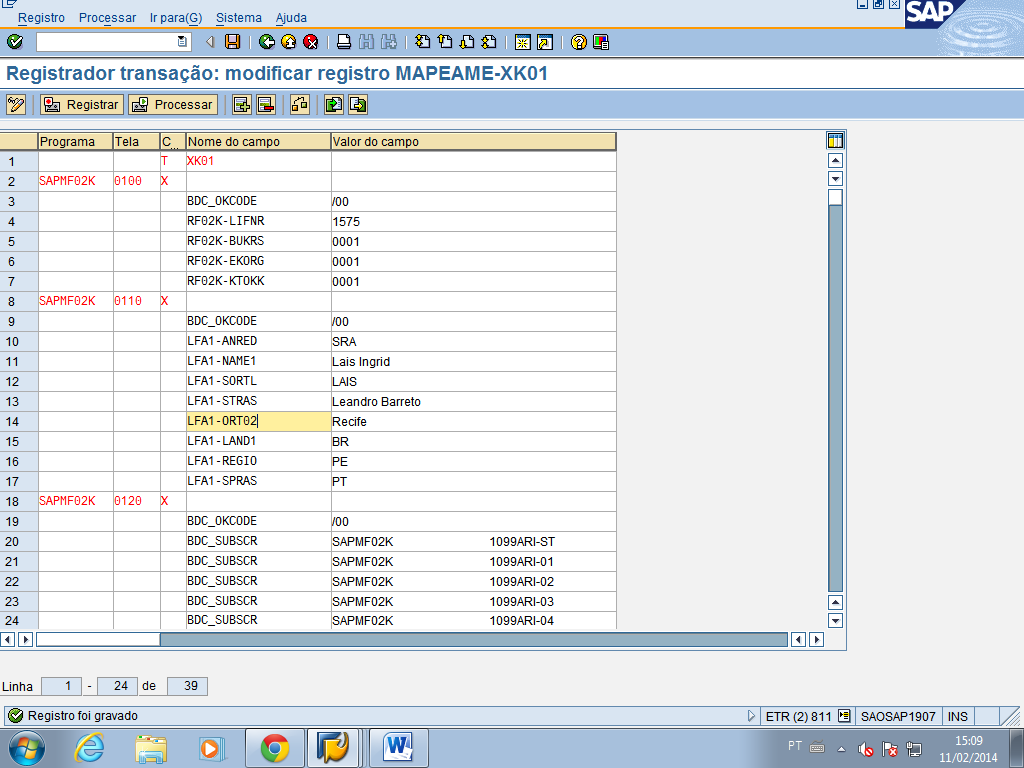 Registro Processar Ir para(G) Sistema Ajuda
SAP
Registrador transação: modificar registro MAPEAME-XK01
Registrar Processar
Programa Tela C... Nome do campo Valor do campo
1 T XK01
2 SAPMF02K 0100 X
3 BDC_OKCODE /00
4 RF02K-LIFNR 1575
5 RF02K-BUKRS 0001
6 RF02K-EKORG 0001
7 RF02K-KTOKK 0001
8 SAPMF02K 0110 X
9 BDC_OKCODE /00
10 LFA1-ANRED SRA
11 LFA1-NAME1 Lais Ingrid
12 LFA1-SORTL LAIS
13 LFA1-STRAS Leandro Barreto
14 LFA1-ORT02 Recife
15 LFA1-LAND1 BR
16 LFA1-REGIO PE
17 LFA1-SPRAS PT
18 SAPMF02K 0120 X
19 BDC_OKCODE /00
20 BDC_SUBSCR SAPMF02K 1099ARI-ST
21 BDC_SUBSCR SAPMF02K 1099ARI-01
22 BDC_SUBSCR SAPMF02K 1099ARI-02
23 BDC_SUBSCR SAPMF02K 1099ARI-03
24 BDC_SUBSCR SAPMF02K 1099ARI-04
Linha 1 - 24 de 39
Registro foi gravado ETR (2) 811 SAOSAP1907 INS
PT 15:09
11/02/2014